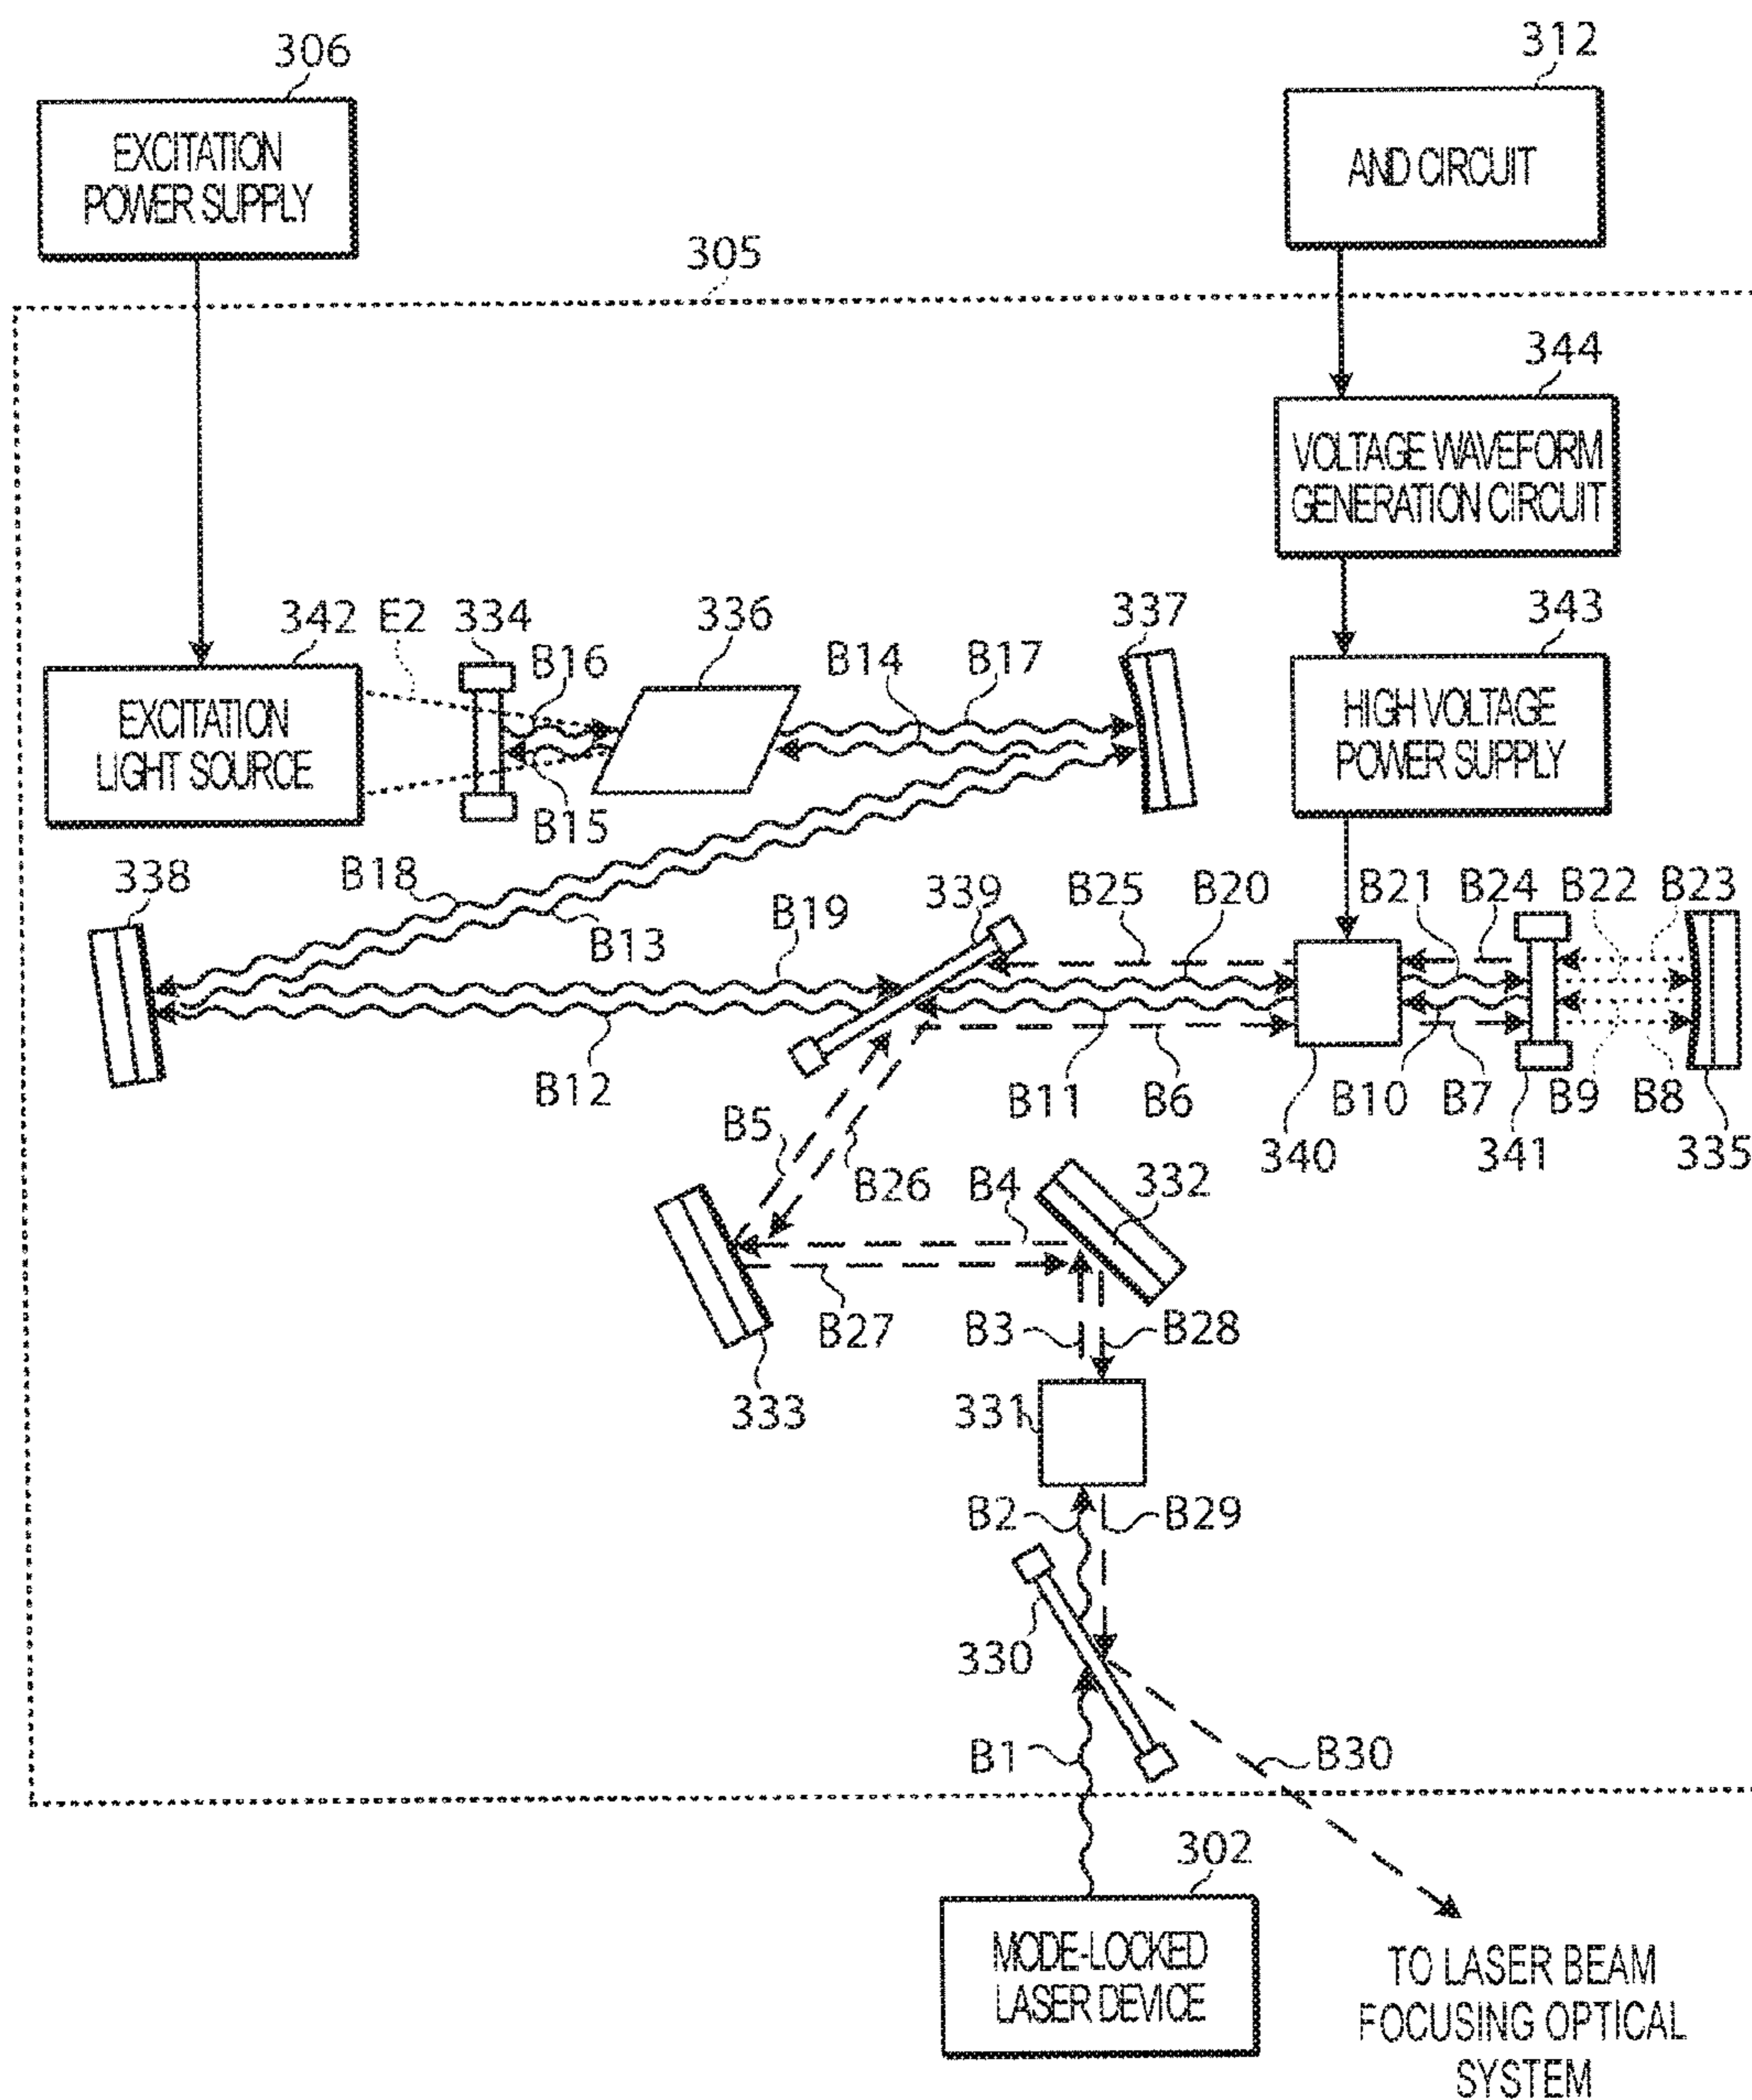 306
312
EXCITATION
POWER SUPPLY
AND CIRCUIT
305
344
VOLTAGE WAVEFORM
GENERATION CIRCUIT
342
E2
334
336
337
343
B16
B14
B17
EXCITATION
LIGHT SOURCE
HIGH VOLTAGE
POWER SUPPLY
B15
338
B18
B13
B19
339
B25
B20
B21
B24
B22
B23
B12
B11
B6
B10
B7
B9
B8
B5
B26
B4
332
340
341
335
B27
B3
B28
333
331
B2
B29
330
B1
B30
302
MODE-LOCKED
LASER DEVICE
TO LASER BEAM
FOCUSING OPTICAL
SYSTEM